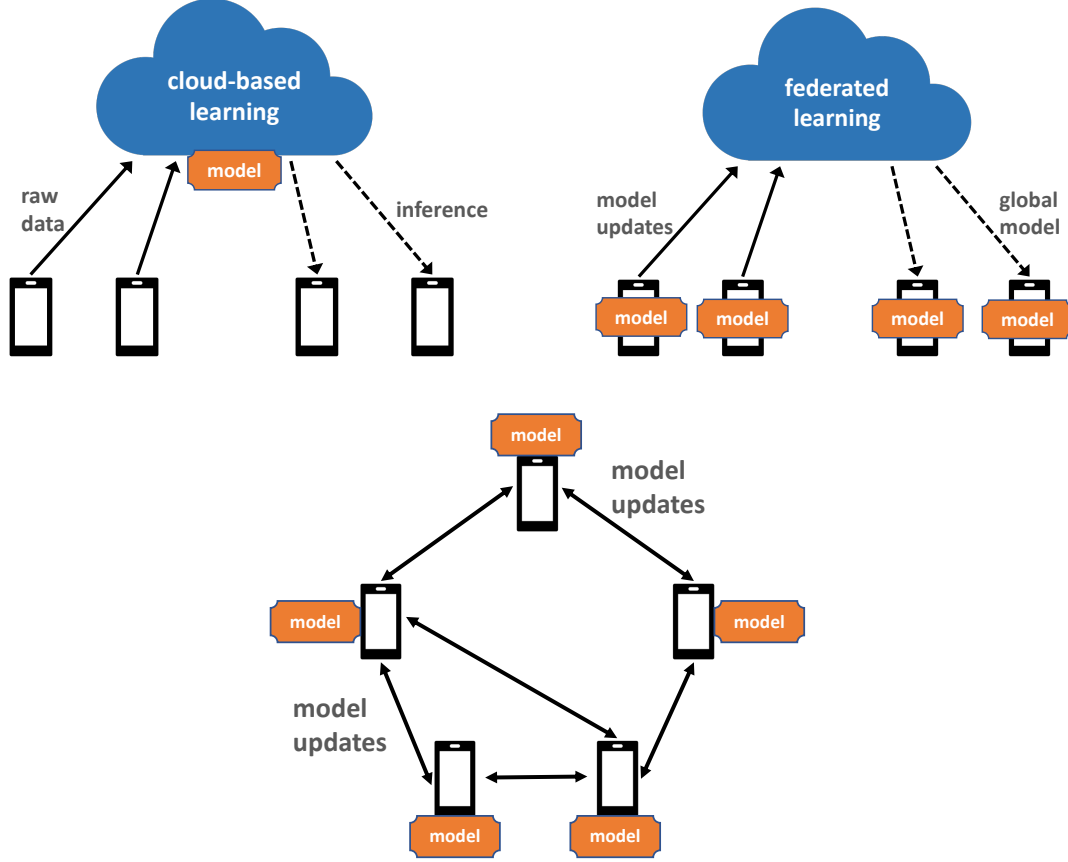 cloud-based
learning
model
raw
data
inference
federated
learning
model
updates
global
model
model
model
model
model
model
model
updates
model
model
model
updates
model
model